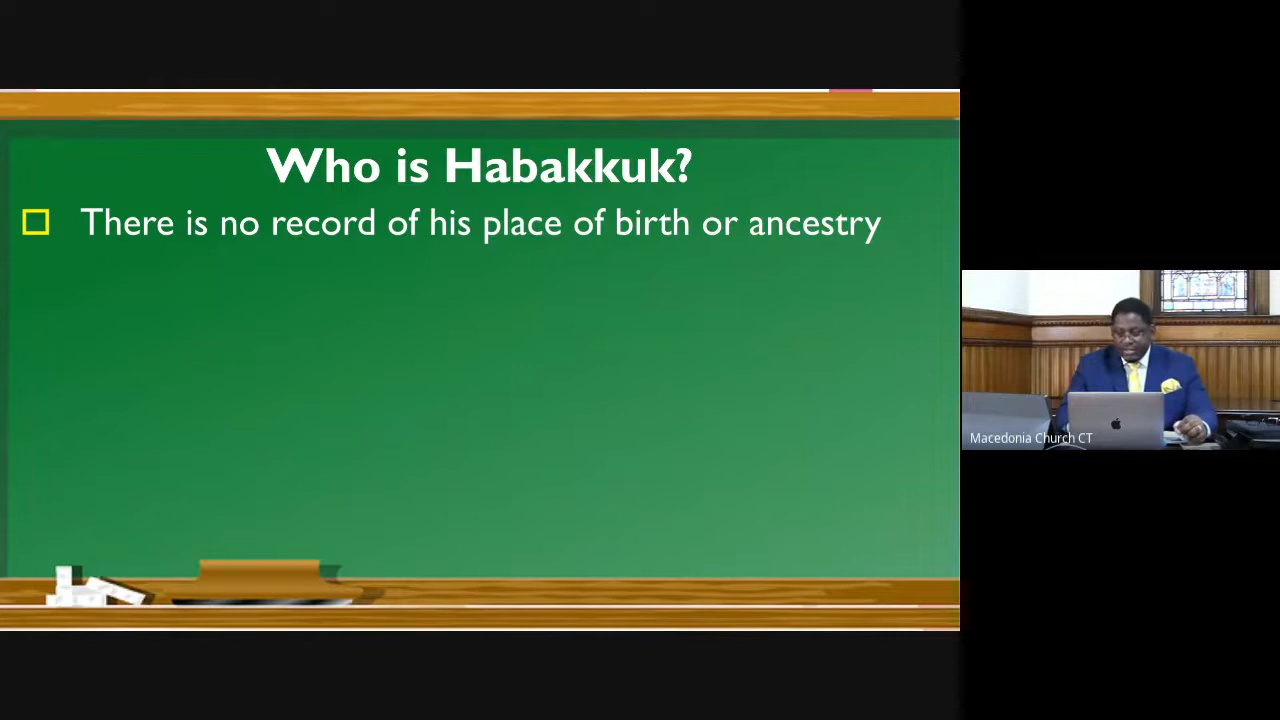 Who is Habakkuk?
There is no record of his place of birth or ancestry
Macedonia Church CT